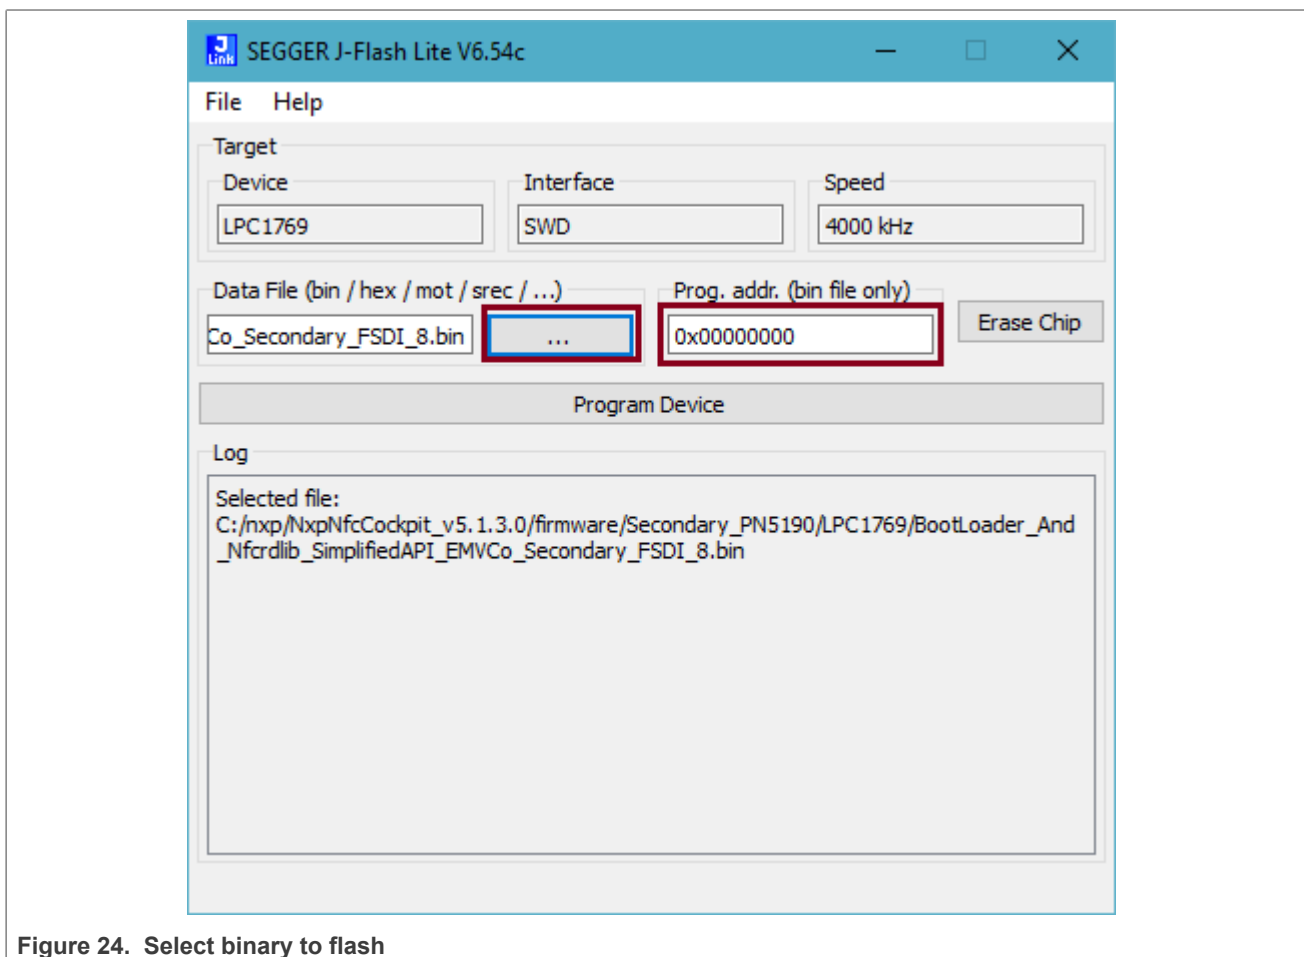 J
Link
SEGGER J-Flash Lite V6.54c
File Help
Target
Device Interface Speed
LPC1769 SWD 4000 kHz
Data File (bin / hex / mot / srec / ...) Prog. addr. (bin file only)
Co_Secondary_FSDI_8.bin ... 0x00000000 Erase Chip
Program Device
Log
Selected file:
C:/nxp/NxpNfcCockpit_v5.1.3.0/firmware/Secondary_PN5190/LPC1769/BootLoader_And
_Nfcrdlib_SimplifiedAPI_EMVCo_Secondary_FSDI_8.bin
Figure 24. Select binary to flash